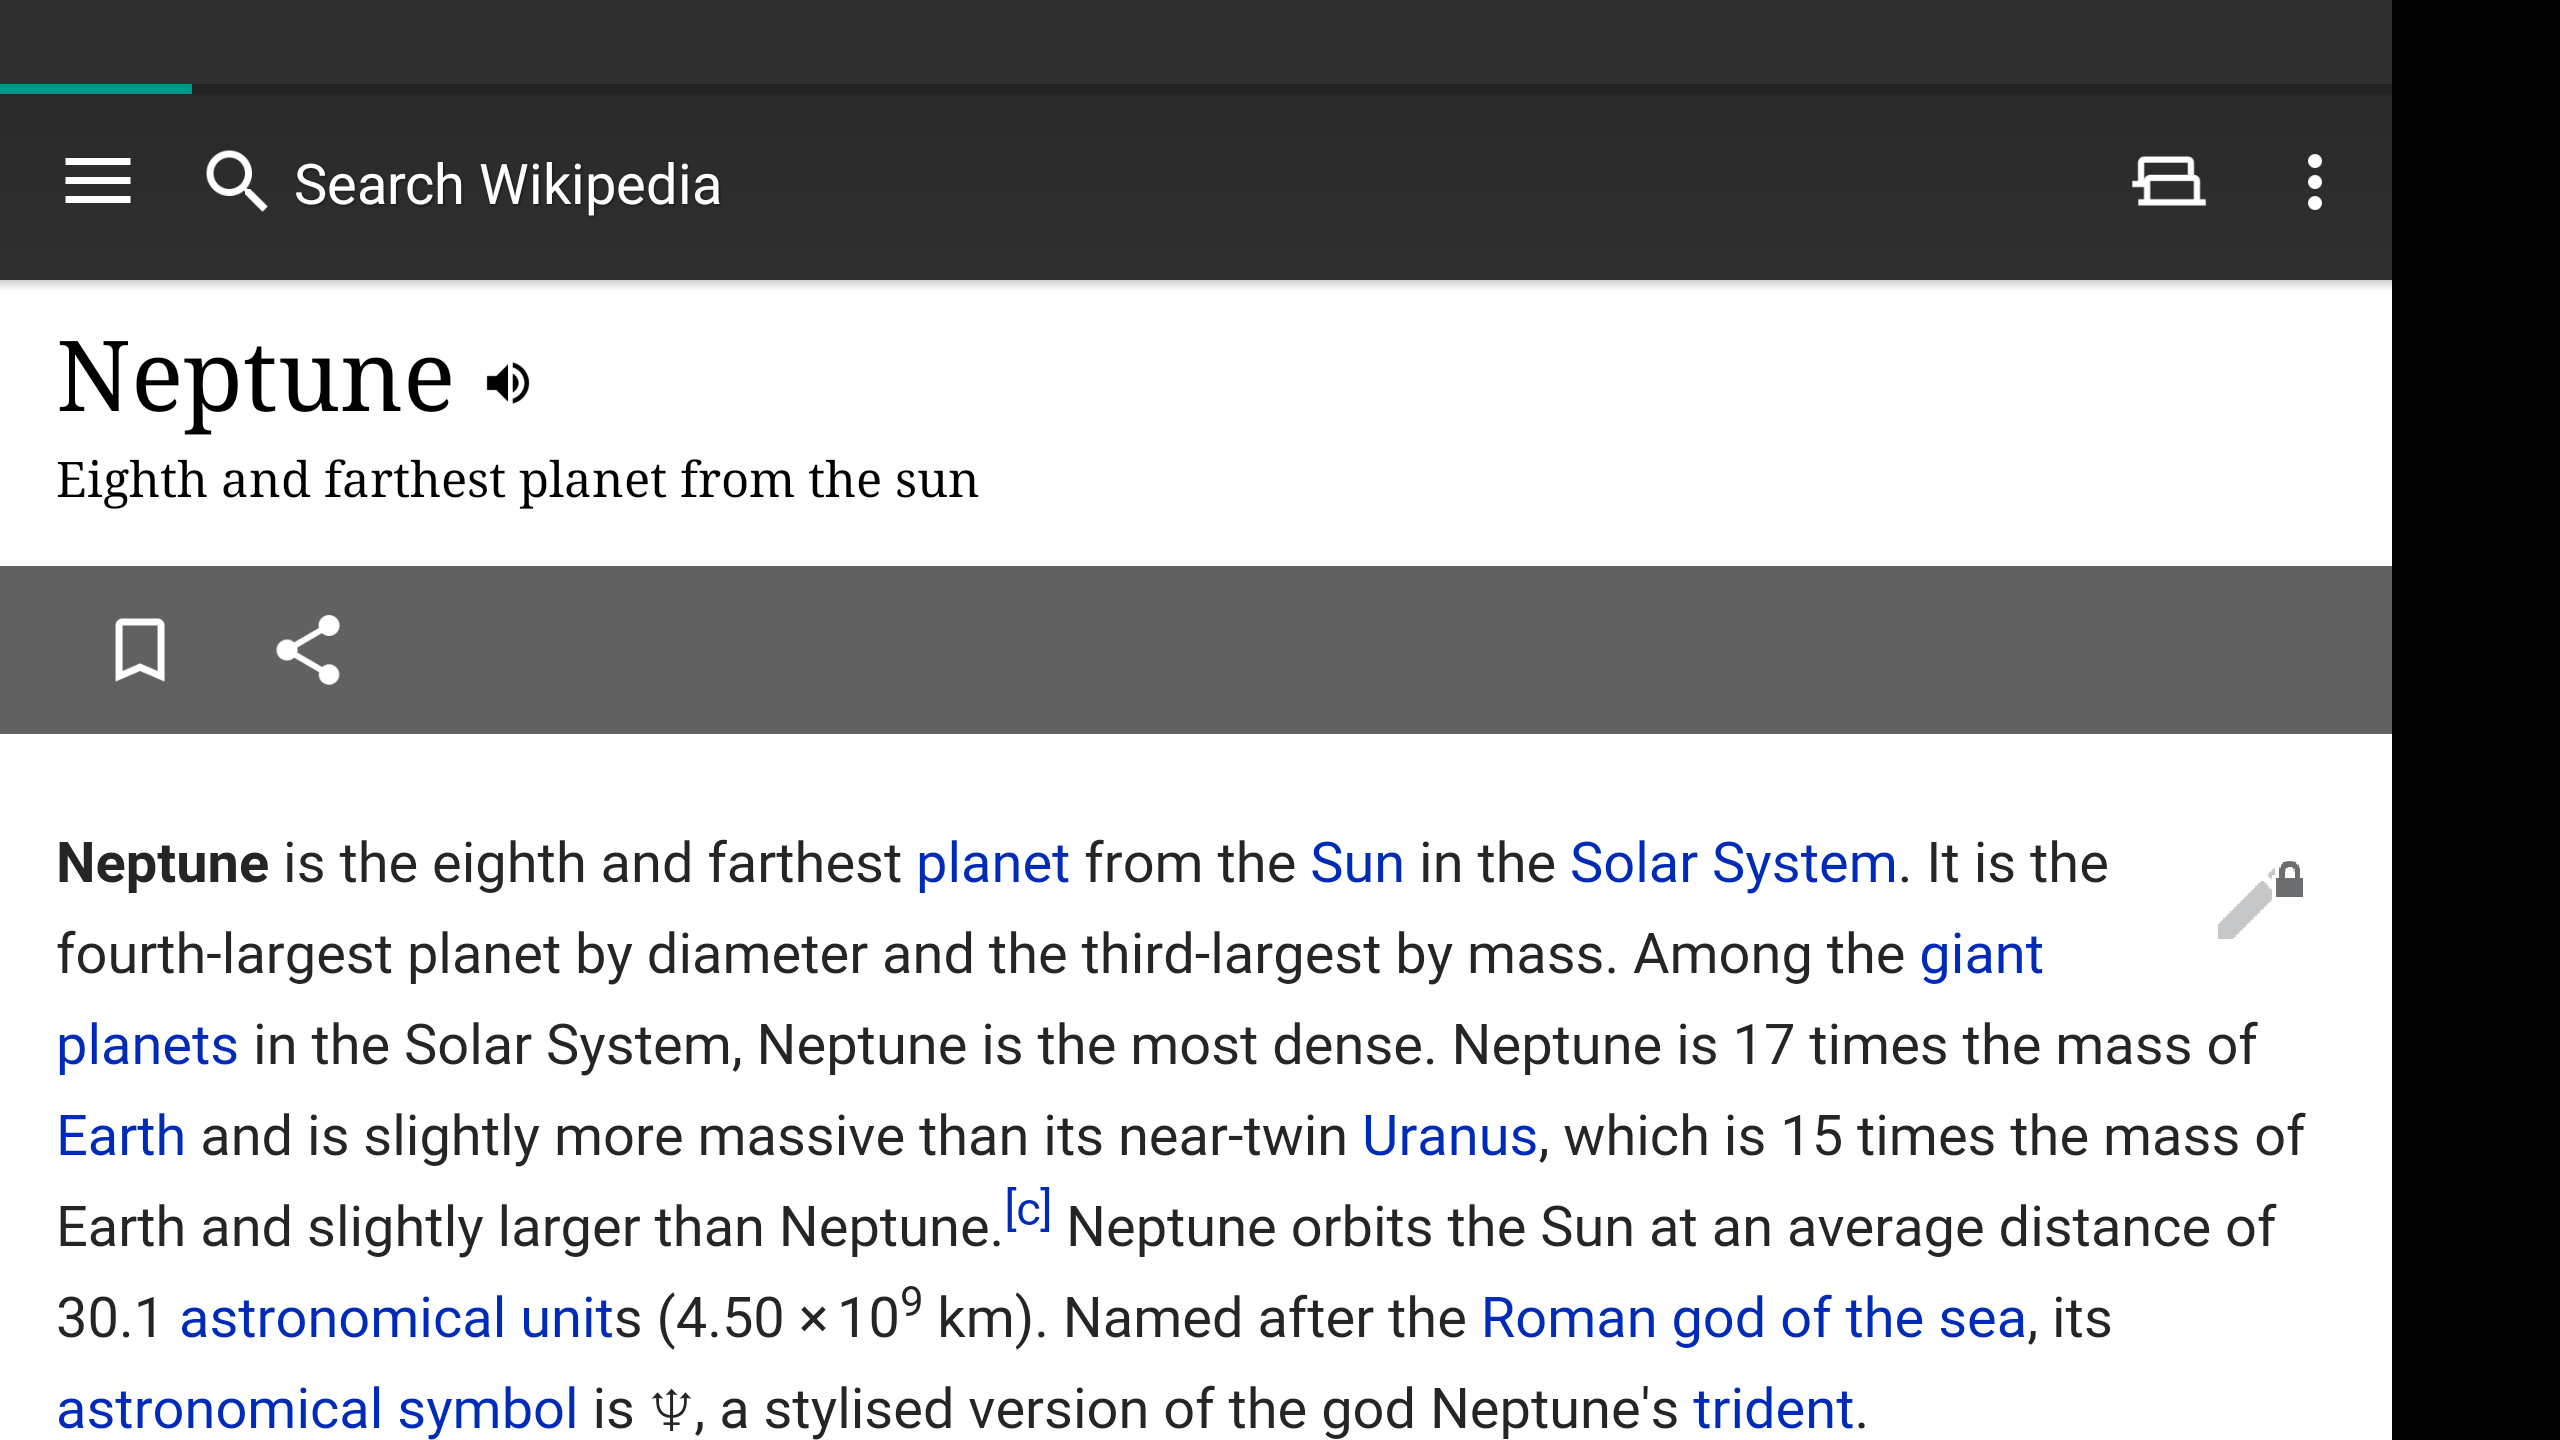 Search Wikipedia
Neptune
Eighth and farthest planet from the sun
Neptune is the eighth and farthest planet from the Sun in the Solar System. It is the
fourth-largest planet by diameter and the third-largest by mass. Among the giant
planets in the Solar System, Neptune is the most dense. Neptune is 17 times the mass of
Earth and is slightly more massive than its near-twin Uranus, which is 15 times the mass of
Earth and slightly larger than Neptune.[c] Neptune orbits the Sun at an average distance of
30.1 astronomical units (4.50 × 10⁹ km). Named after the Roman god of the sea, its
astronomical symbol is ♆, a stylised version of the god Neptune's trident.